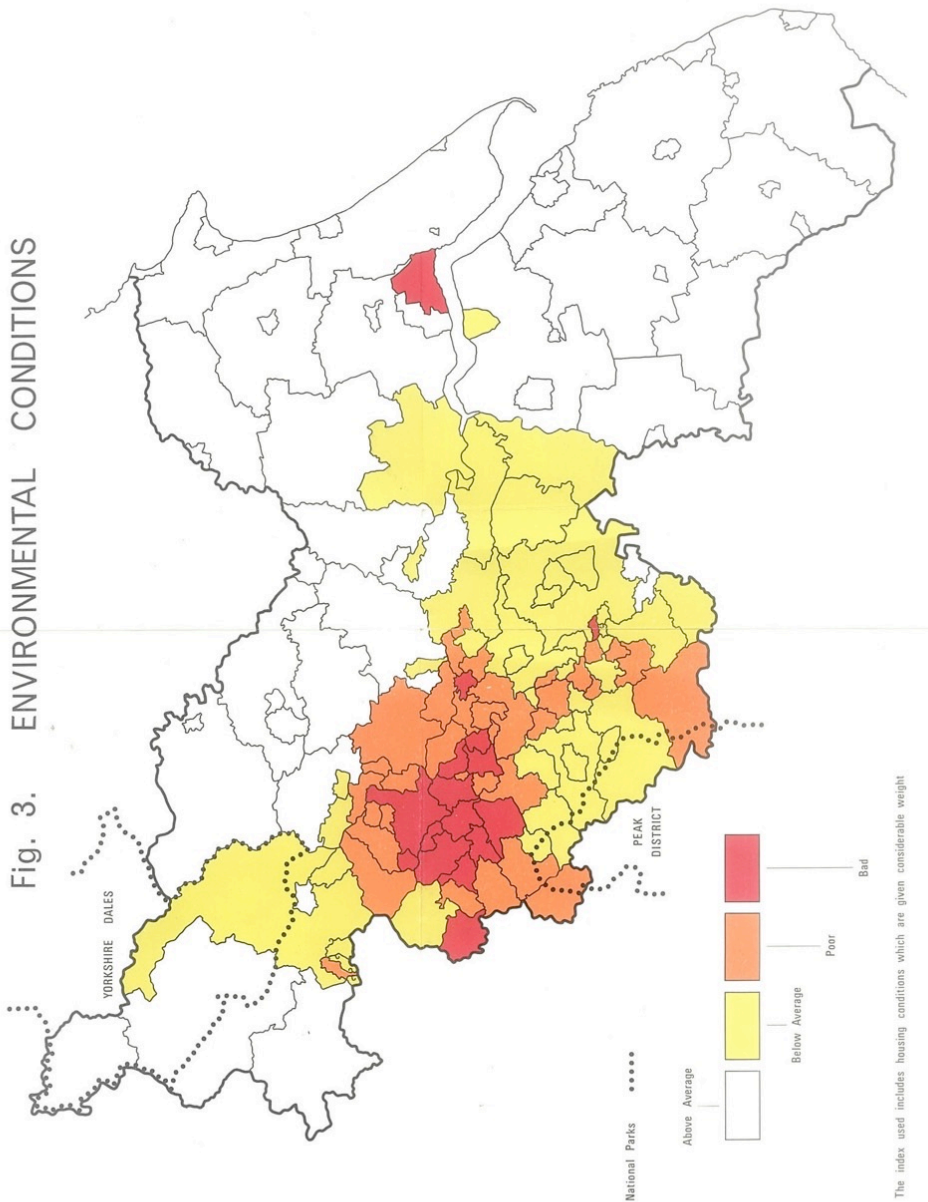 Fig. 3. ENVIRONMENTAL CONDITIONS
YORKSHIRE DALES
PEAK
DISTRICT
National Parks
Above Average
Below Average
Poor
Bad
The index used includes housing conditions which are given considerable weight